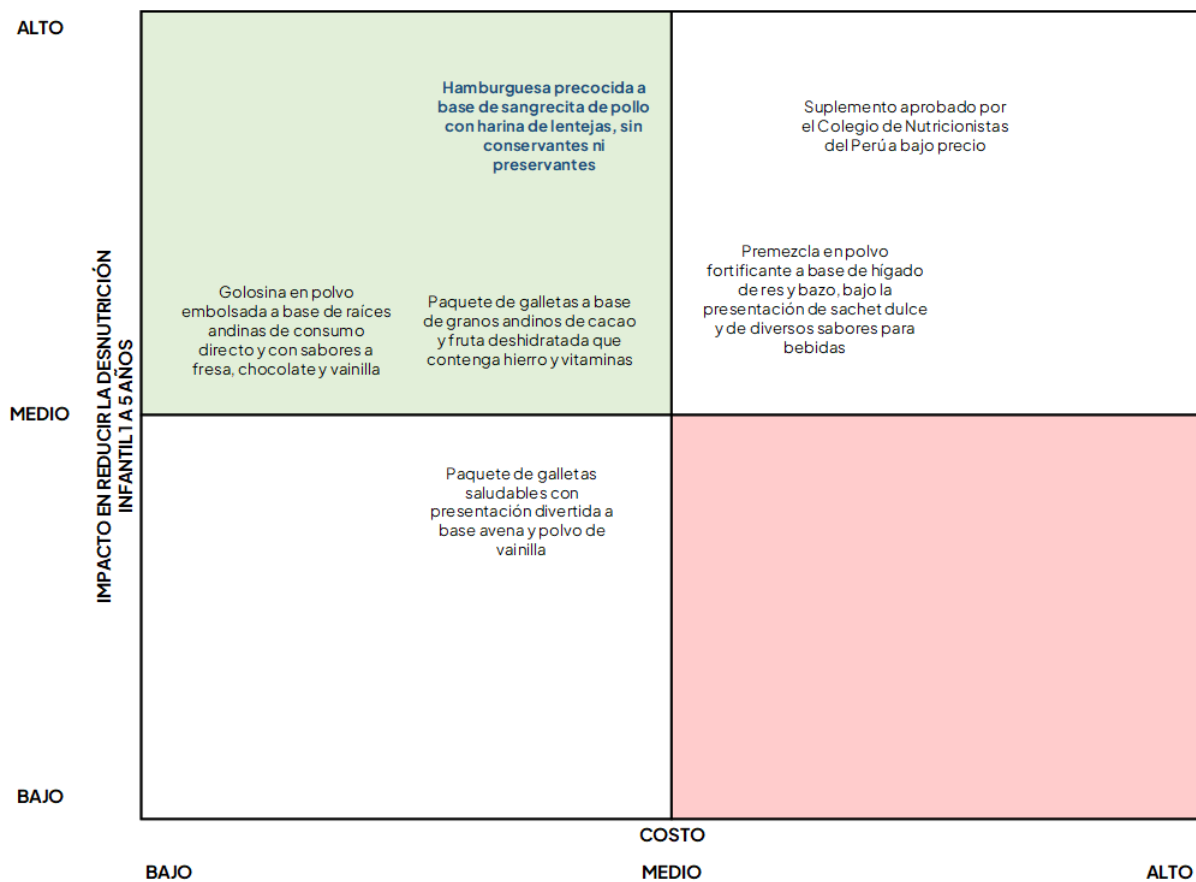 ALTO
Hamburguesa precocida a
base de sangrecita de pollo
con harina de lentejas, sin
conservantes ni
preservantes
Suplemento aprobado por
el Colegio de Nutricionistas
del Perú a bajo precio
Golosina en polvo
embolsada a base de raíces
andinas de consumo
directo y con sabores a
fresa, chocolate y vainilla
Paquete de galletas a base
de granos andinos de cacao
y fruta deshidratada que
contenga hierro y vitaminas
Premezcla en polvo
fortificante a base de hígado
de res y bazo, bajo la
presentación de sachet dulce
y de diversos sabores para
bebidas
IMPACTO EN REDUCIR LA DESNUTRICIÓN
INFANTIL 1 A 5 AÑOS
MEDIO
Paquete de galletas
saludables con
presentación divertida a
base avena y polvo de
vainilla
BAJO
COSTO
BAJO
MEDIO
ALTO